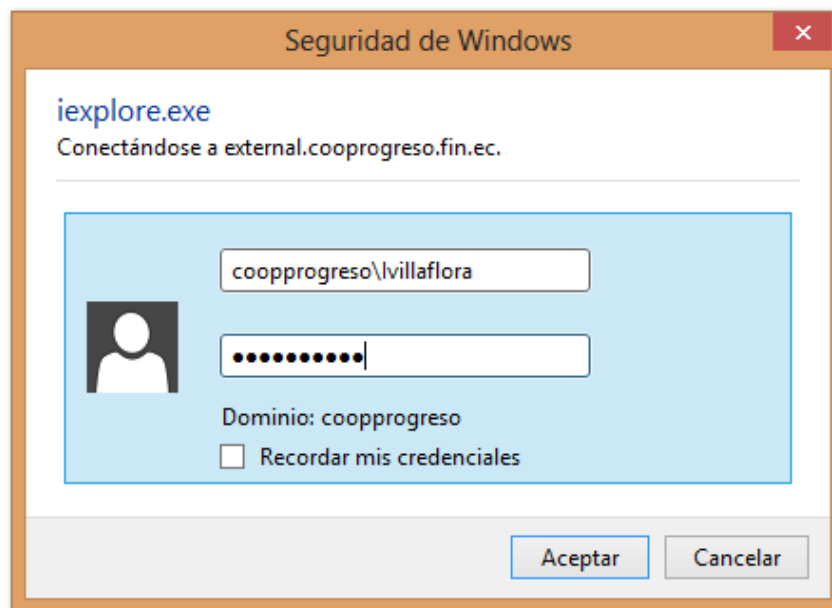 Seguridad de Windows
iexplore.exe
Conectándose a external.cooprogreso.fin.ec.
coopprogreso\lvillaflora
●●●●●●●●●●
Dominio: coopprogreso
Recordar mis credenciales
Aceptar
Cancelar